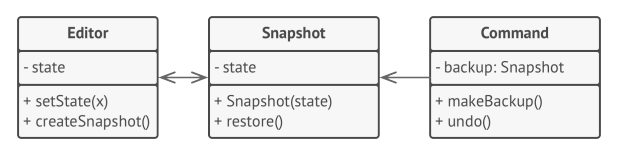 Editor
- state
+ setState(x)
+ createSnapshot()
Snapshot
- state
+ Snapshot(state)
+ restore()
Command
- backup: Snapshot
+ makeBackup()
+ undo()